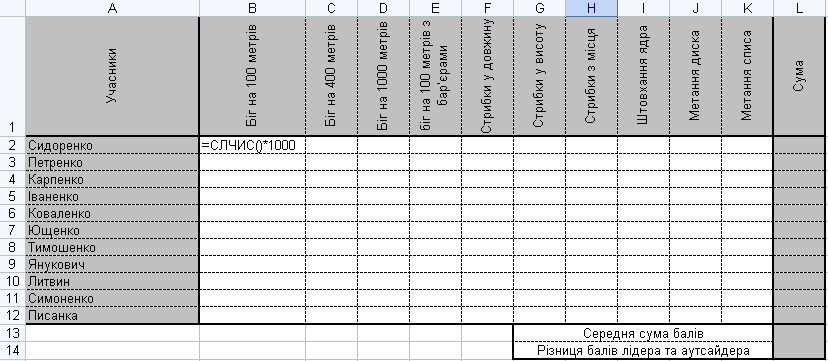 A B C D E F G H I J K L
1 Учасники Біг на 100 метрів Біг на 400 метрів Біг на 1000 метрів біг на 100 метрів з бар'єрами Стрибки у довжину Стрибки у висоту Стрибки з місця Штовхання ядра Метання диска Метання списа Сума
2 Сидоренко =СЛЧИС()*1000
3 Петренко
4 Карпенко
5 Іваненко
6 Коваленко
7 Ющенко
8 Тимошенко
9 Янукович
10 Литвин
11 Симоненко
12 Писанка
13 Середня сума балів
14 Різниця балів лідера та аутсайдера